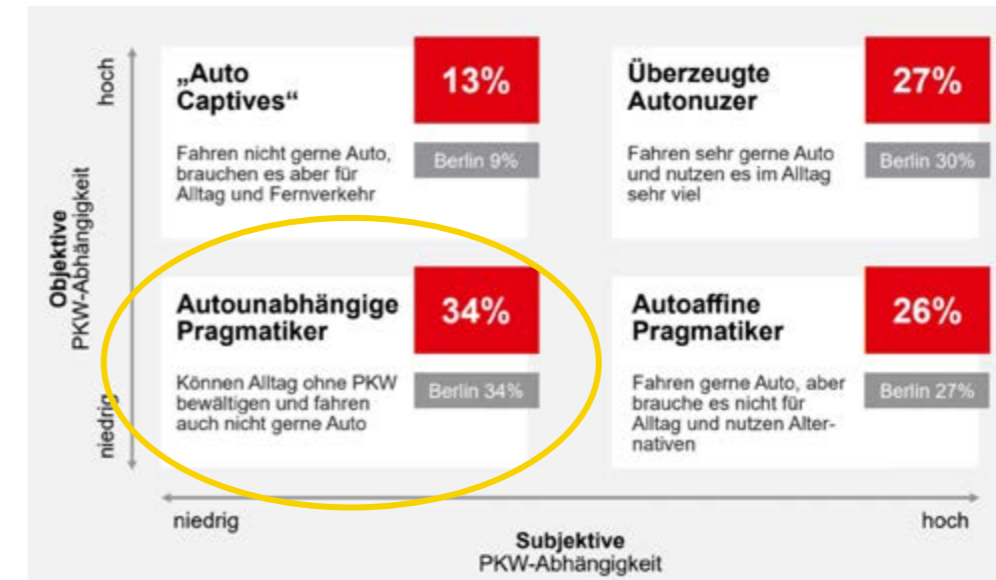 „Auto
Captives“
13%
Fahren nicht gerne Auto,
brauchen es aber für
Alltag und Fernverkehr
Berlin 9%
Überzeugte
Autonuzer
27%
Fahren sehr gerne Auto
und nutzen es im Alltag
sehr viel
Berlin 30%
Autounabhängige
Pragmatiker
34%
Können Alltag ohne PKW
bewältigen und fahren
auch nicht gerne Auto
Berlin 34%
Autoaffine
Pragmatiker
26%
Fahren gerne Auto, aber
brauche es nicht für
Alltag und nutzen Alter-
nativen
Berlin 27%
hoch
Objektive
PKW-Abhängigkeit
niedrig
niedrig
hoch
Subjektive
PKW-Abhängigkeit